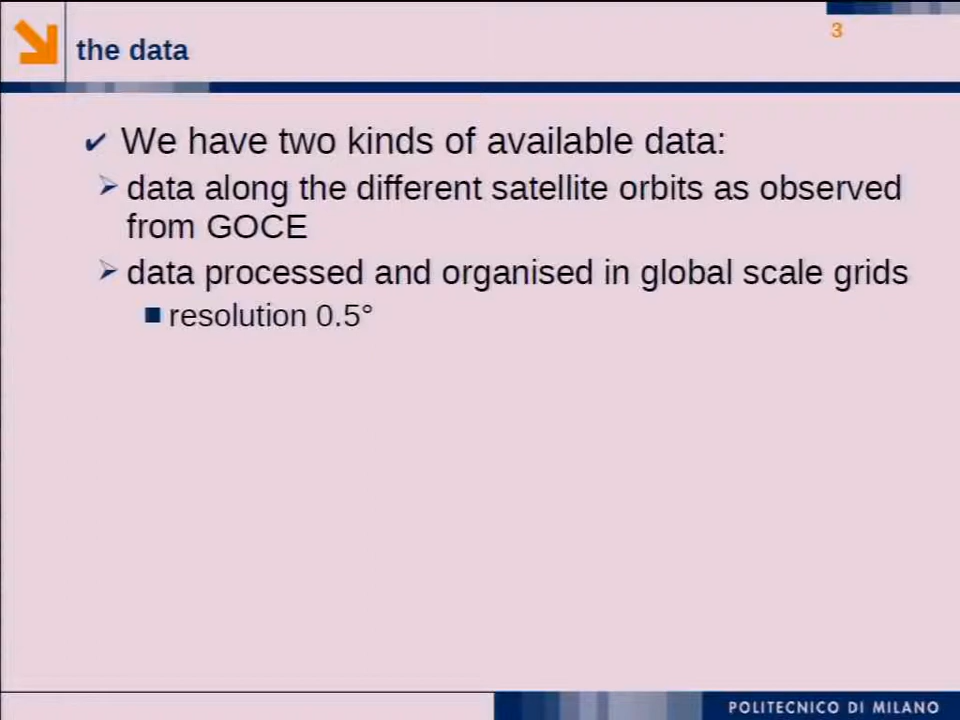 3
the data
✔ We have two kinds of available data:
➢ data along the different satellite orbits as observed
from GOCE
➢ data processed and organised in global scale grids
■ resolution 0.5°
POLITECNICO DI MILANO